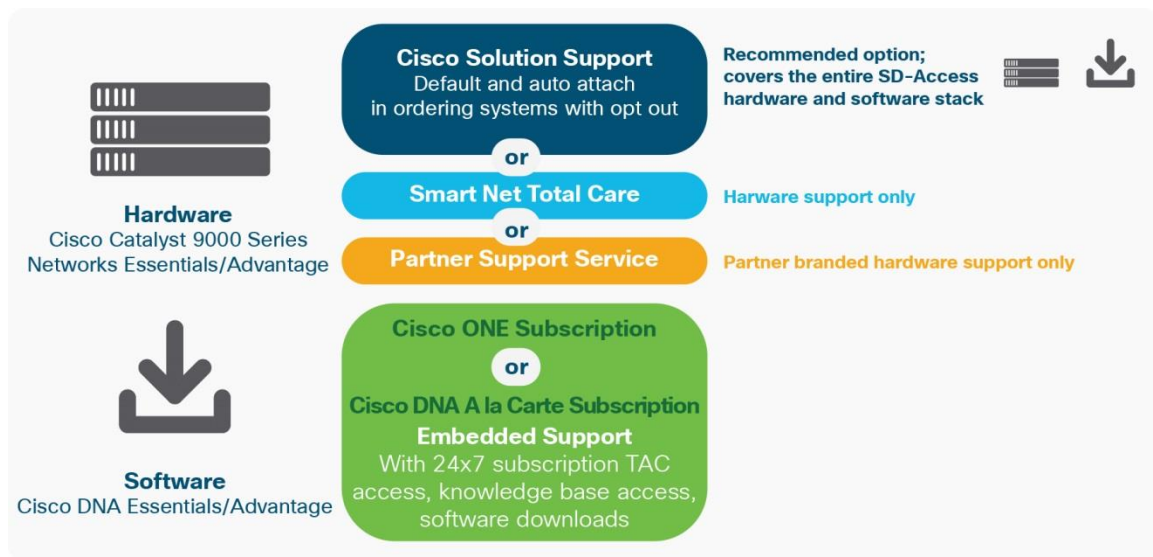 Hardware
Cisco Catalyst 9000 Series
Networks Essentials/Advantage
Cisco Solution Support
Default and auto attach
in ordering systems with opt out
Recommended option;
covers the entire SD-Access
hardware and software stack
or
Smart Net Total Care
Harware support only
or
Partner Support Service
Partner branded hardware support only
Software
Cisco DNA Essentials/Advantage
Cisco ONE Subscription
or
Cisco DNA A la Carte Subscription
Embedded Support
With 24x7 subscription TAC
access, knowledge base access,
software downloads